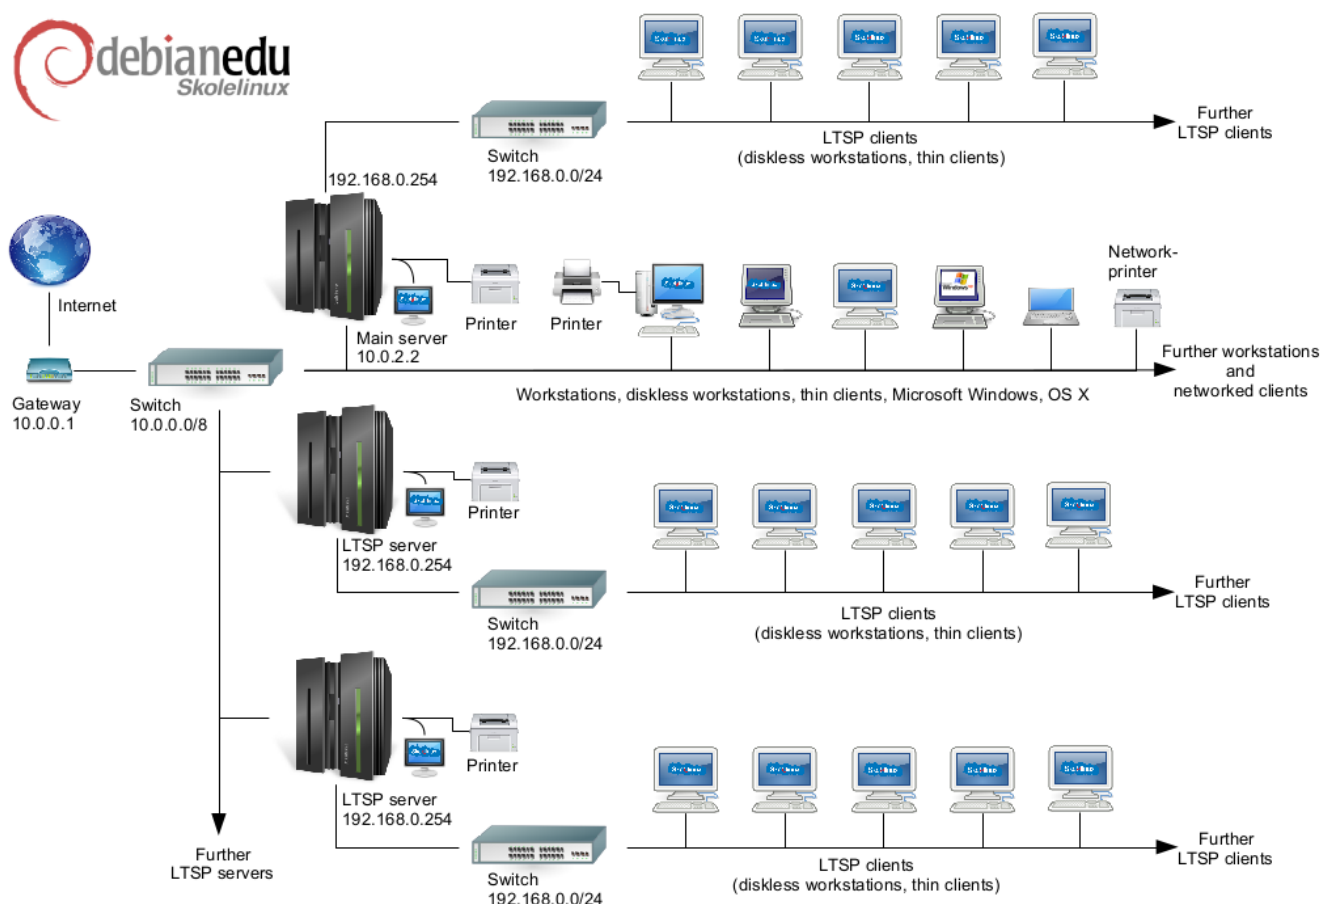 debianedu
Skolelinux
Further
LTSP clients
LTSP clients
(diskless workstations, thin clients)
Switch
192.168.0.0/24
192.168.0.254
Internet
Printer
Printer
Network-
printer
Windows
Main server
10.0.2.2
Gateway
10.0.0.1
Switch
10.0.0.0/8
Further workstations
and
networked clients
Workstations, diskless workstations, thin clients, Microsoft Windows, OS X
Printer
LTSP server
192.168.0.254
Switch
192.168.0.0/24
LTSP clients
(diskless workstations, thin clients)
Further
LTSP clients
Printer
LTSP server
192.168.0.254
Switch
192.168.0.0/24
LTSP clients
(diskless workstations, thin clients)
Further
LTSP clients
Further
LTSP servers